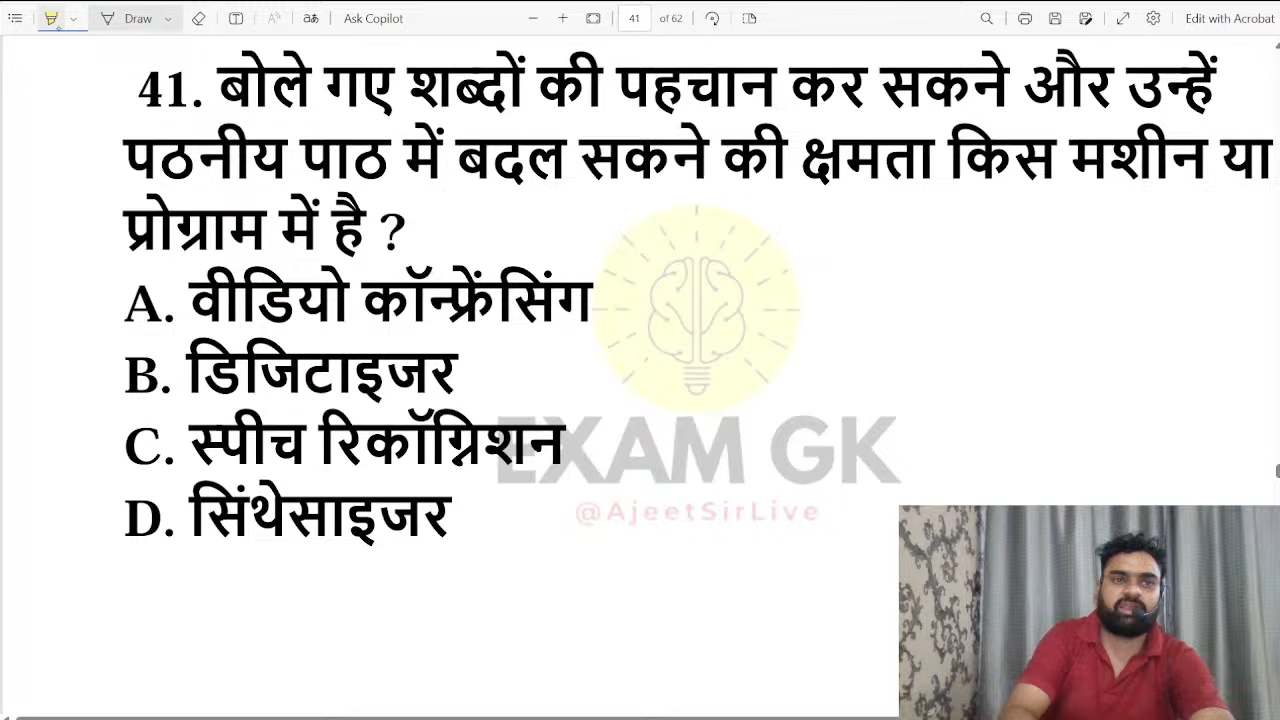 Draw
Ask Copilot
41 of 62
Edit with Acrobat
41. बोले गए शब्दों की पहचान कर सकने और उन्हें
पठनीय पाठ में बदल सकने की क्षमता किस मशीन या
प्रोग्राम में है ?
A. वीडियो कॉन्फ्रेंसिंग
B. डिजिटाइजर
C. स्पीच रिकॉग्निशन
D. सिंथेसाइजर
EXAM GK
@AjeetSirLive